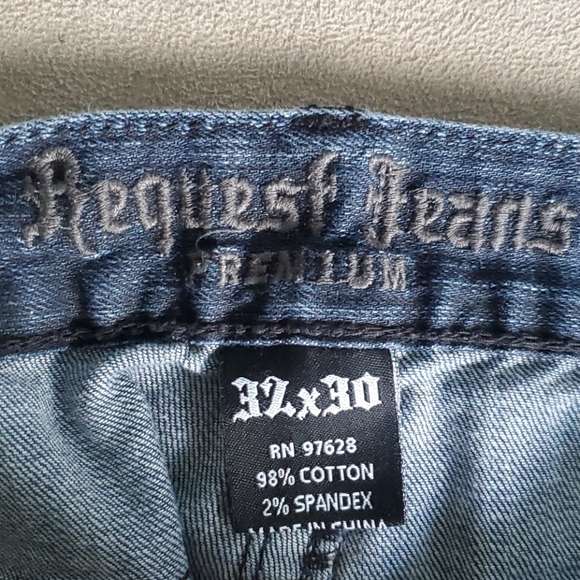 Request Jeans
PREMIUM
32x30
RN 97628
98% COTTON
2% SPANDEX
MADE IN CHINA